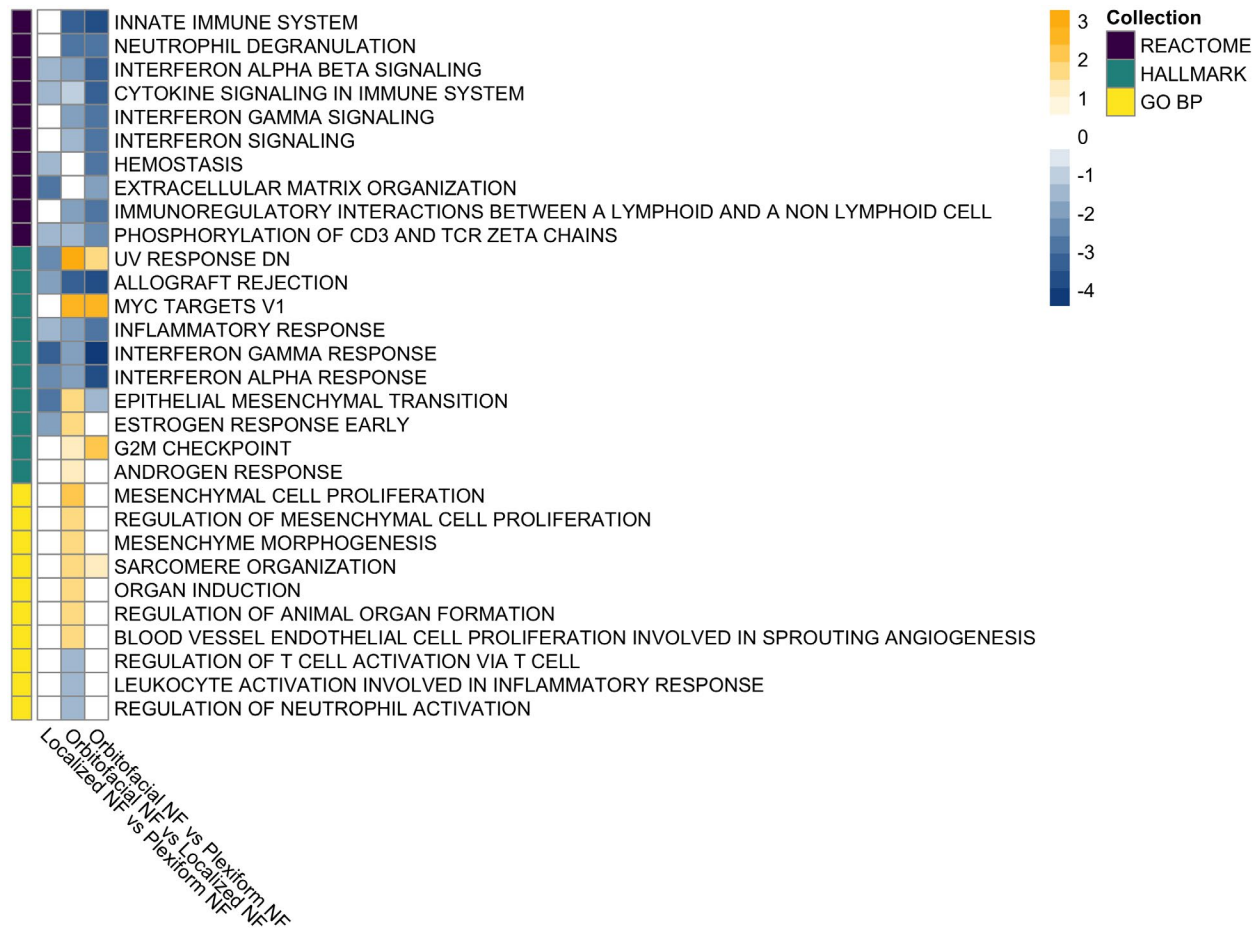 INNATE IMMUNE SYSTEM
NEUTROPHIL DEGRANULATION
INTERFERON ALPHA BETA SIGNALING
CYTOKINE SIGNALING IN IMMUNE SYSTEM
INTERFERON GAMMA SIGNALING
INTERFERON SIGNALING
HEMOSTASIS
EXTRACELLULAR MATRIX ORGANIZATION
IMMUNOREGULATORY INTERACTIONS BETWEEN A LYMPHOID AND A NON LYMPHOID CELL
PHOSPHORYLATION OF CD3 AND TCR ZETA CHAINS
UV RESPONSE DN
ALLOGRAFT REJECTION
MYC TARGETS V1
INFLAMMATORY RESPONSE
INTERFERON GAMMA RESPONSE
INTERFERON ALPHA RESPONSE
EPITHELIAL MESENCHYMAL TRANSITION
ESTROGEN RESPONSE EARLY
G2M CHECKPOINT
ANDROGEN RESPONSE
MESENCHYMAL CELL PROLIFERATION
REGULATION OF MESENCHYMAL CELL PROLIFERATION
MESENCHYME MORPHOGENESIS
SARCOMERE ORGANIZATION
ORGAN INDUCTION
REGULATION OF ANIMAL ORGAN FORMATION
BLOOD VESSEL ENDOTHELIAL CELL PROLIFERATION INVOLVED IN SPROUTING ANGIOGENESIS
REGULATION OF T CELL ACTIVATION VIA T CELL
LEUKOCYTE ACTIVATION INVOLVED IN INFLAMMATORY RESPONSE
REGULATION OF NEUTROPHIL ACTIVATION
Localized NF vs Plexiform NF
Orbitofacial NF vs Localized NF
Orbitofacial NF vs Plexiform NF
3
2
1
0
-1
-2
-3
-4
Collection
REACTOME
HALLMARK
GO BP